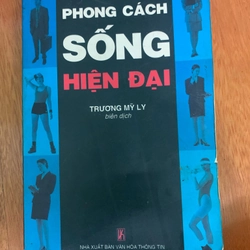 PHONG CÁCH
SỐNG
HIỆN ĐẠI
TRƯƠNG MỸ LY
biên dịch
NHÀ XUẤT BẢN VĂN HÓA THÔNG TIN